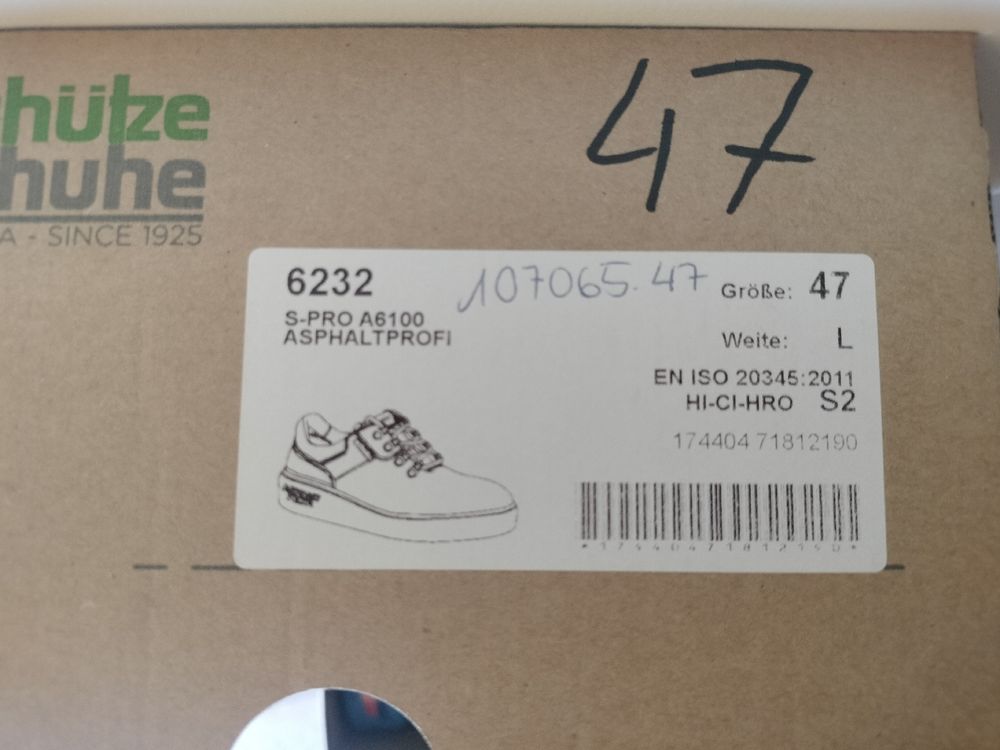 hütze
huhe
A - SINCE 1925
47
6232
107065.47
Größe: 47
S-PRO A6100
ASPHALTPROFI
Weite: L
EN ISO 20345:2011
HI-CI-HRO S2
174404 71812190